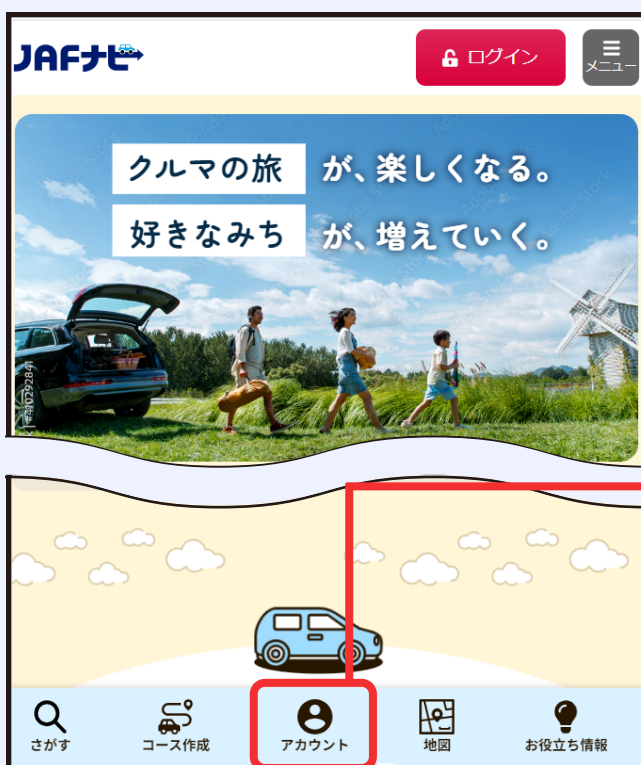 JAFナビ
ログイン
メニュー
クルマの旅 が、楽しくなる。
好きなみち が、増えていく。
#410292841
さがす
コース作成
アカウント
地図
お役立ち情報